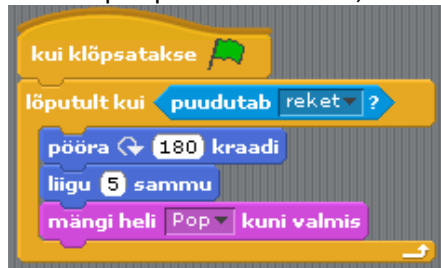 kui klõpsatakse
lõputult kui puudutab reket ?
pööra 180 kraadi
liigu 5 sammu
mängi heli Pop kuni valmis